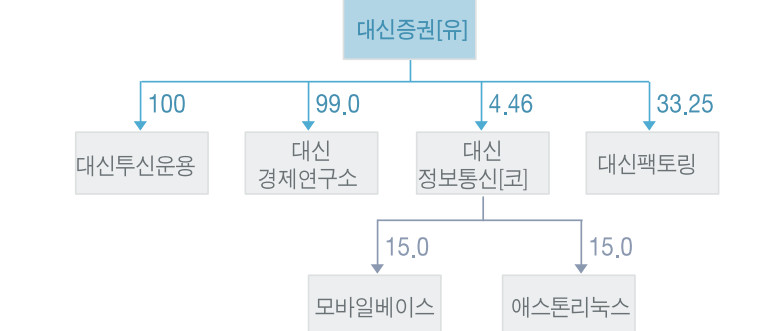 대신증권[유]
100
99.0
4.46
33.25
대신투신운용
대신
경제연구소
대신
정보통신[코]
대신팩토링
15.0
15.0
모바일베이스
애스톤리눅스